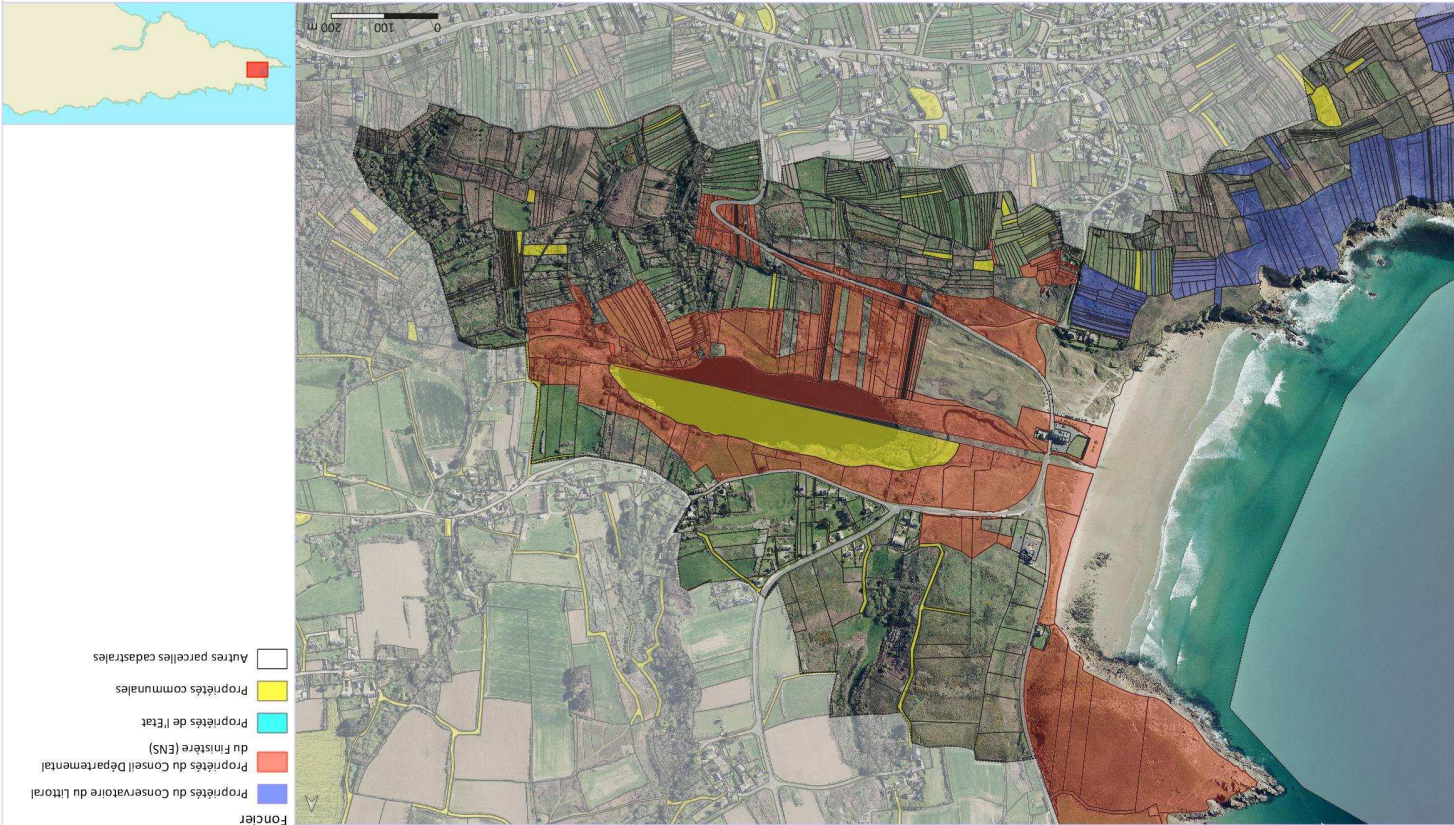 Foncier
Propriétés du Conservatoire du Littoral
Propriétés du Conseil Départemental
du Finistère (ENS)
Propriétés de l'Etat
Propriétés communales
Autres parcelles cadastrales
0 100 200 m